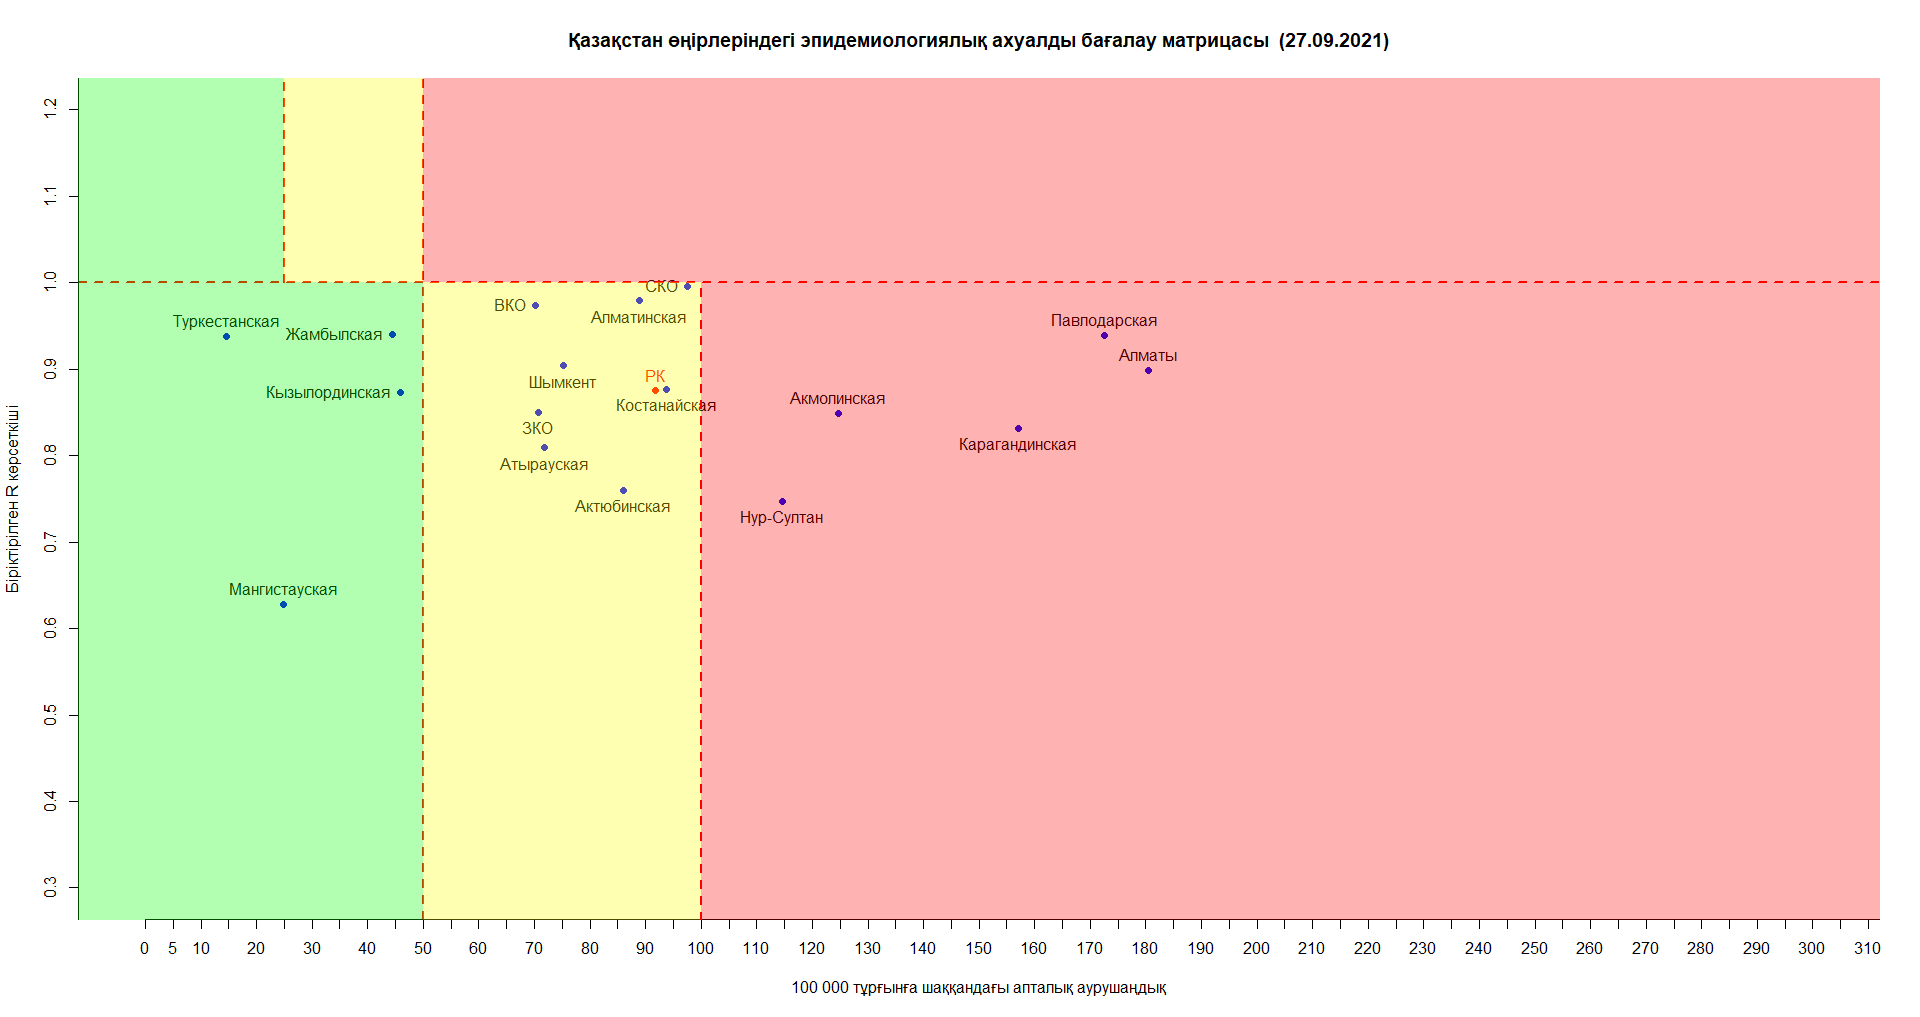 Қазақстан өңірлеріндегі эпидемиологиялық ахуалды бағалау матрицасы (27.09.2021)
Біріктірілген R көрсеткіші
1.2
1.1
1.0
0.9
0.8
0.7
0.6
0.5
0.4
0.3
СКО
ВКО
Алматинская
Туркестанская
Жамбылская
Павлодарская
Алматы
Шымкент
РК
Кызылординская
Костанайская
Акмолинская
ЗКО
Карагандинская
Атырауская
Актюбинская
Нур-Султан
Мангистауская
0 5 10 20 30 40 50 60 70 80 90 100 110 120 130 140 150 160 170 180 190 200 210 220 230 240 250 260 270 280 290 300 310
100 000 тұрғынға шаққандағы апталық аурушаңдық